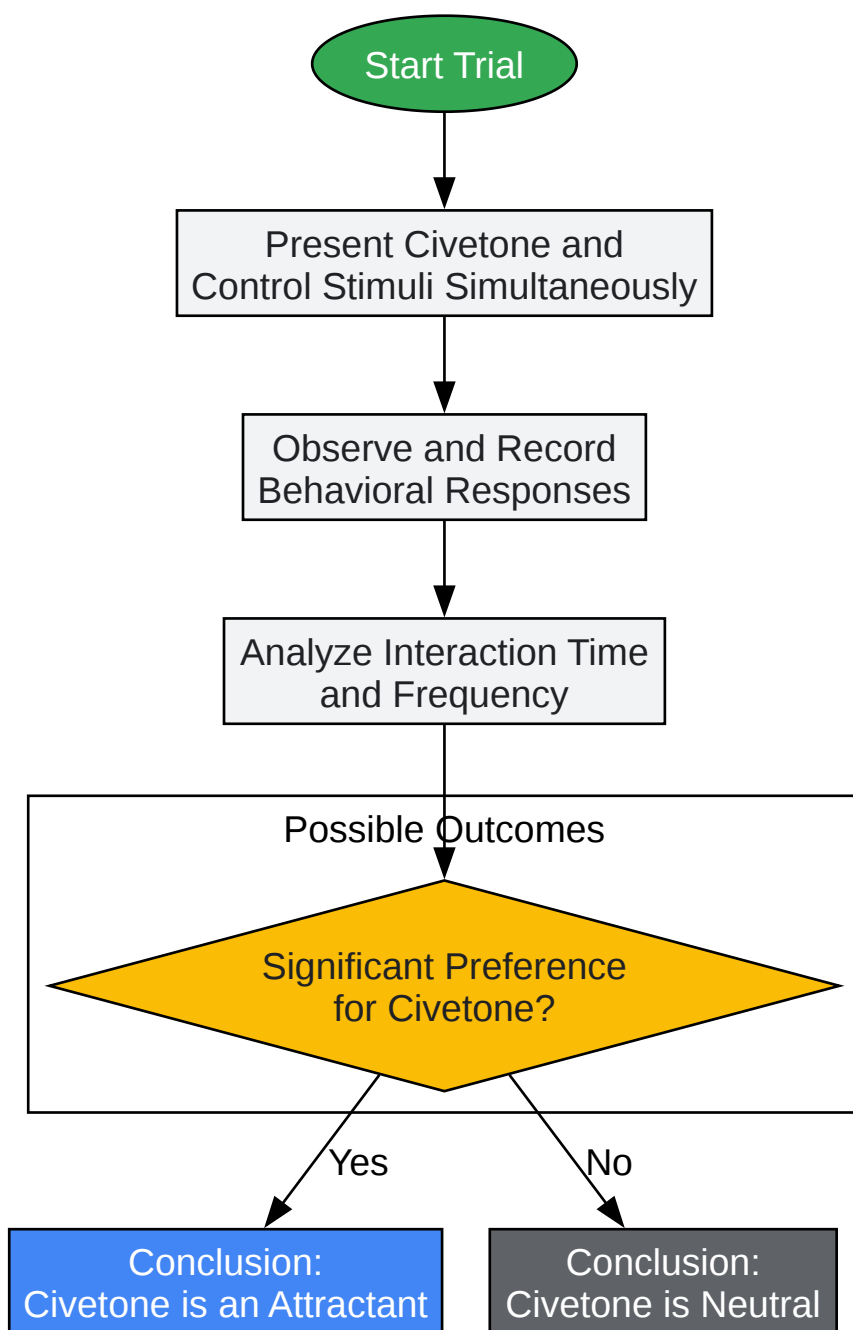 Start Trial
Present Civetone and
Control Stimuli Simultaneously
Observe and Record
Behavioral Responses
Analyze Interaction Time
and Frequency
Possible Outcomes
Significant Preference
for Civetone?
Yes
No
Conclusion:
Civetone is an Attractant
Conclusion:
Civetone is Neutral